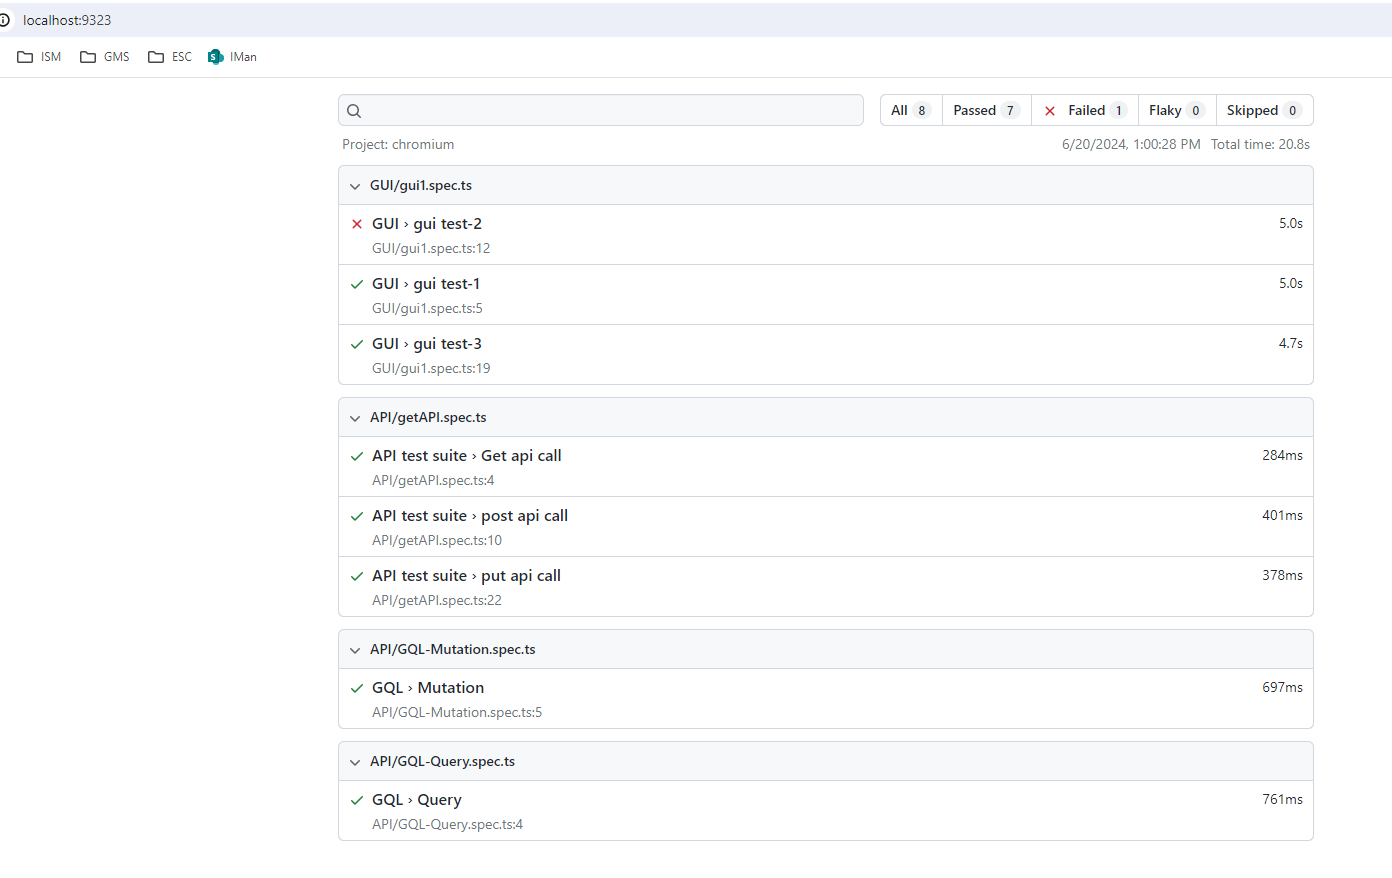 localhost:9323
ISM GMS ESC IMan
All 8 Passed 7 Failed 1 Flaky 0 Skipped 0
Project: chromium 6/20/2024, 1:00:28 PM Total time: 20.8s
GUI/gui1.spec.ts
GUI › gui test-2 5.0s
GUI/gui1.spec.ts:12
GUI › gui test-1 5.0s
GUI/gui1.spec.ts:5
GUI › gui test-3 4.7s
GUI/gui1.spec.ts:19
API/getAPI.spec.ts
API test suite › Get api call 284ms
API/getAPI.spec.ts:4
API test suite › post api call 401ms
API/getAPI.spec.ts:10
API test suite › put api call 378ms
API/getAPI.spec.ts:22
API/GQL-Mutation.spec.ts
GQL › Mutation 697ms
API/GQL-Mutation.spec.ts:5
API/GQL-Query.spec.ts
GQL › Query 761ms
API/GQL-Query.spec.ts:4